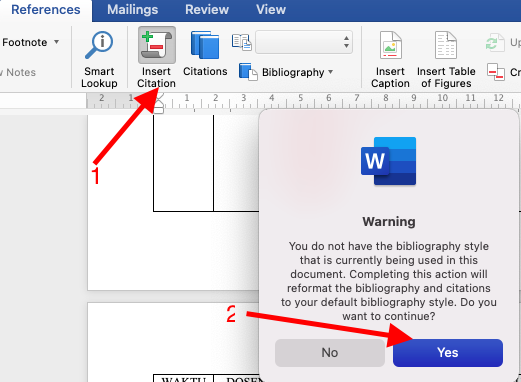 References Mailings Review View
Footnote
Notes
Smart
Lookup
Insert
Citation
Citations
Bibliography
Insert
Caption
Insert Table
of Figures
Up
Cr
2 1 1 2 3 4 5 6 7 8 9 10 11 12
1
W
Warning
You do not have the bibliography style
that is currently being used in this
document. Completing this action will
reformat the bibliography and citations
to your default bibliography style. Do you
want to continue?
2
No Yes
WAKTU DOSEN